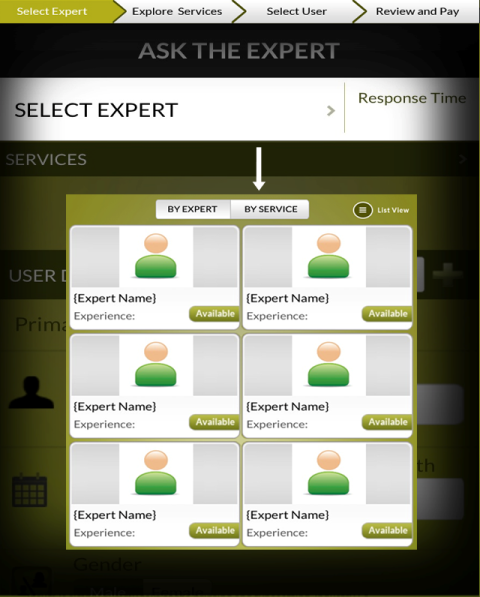 Select Expert
Explore Services
Select User
Review and Pay
ASK THE EXPERT
SELECT EXPERT
Response Time
SERVICES
BY EXPERT
BY SERVICE
List View
{Expert Name}
Experience:
Available
{Expert Name}
Experience:
Available
USER D
Prima
{Expert Name}
Experience:
Available
{Expert Name}
Experience:
Available
th
{Expert Name}
Experience:
Available
{Expert Name}
Experience:
Available
Gender